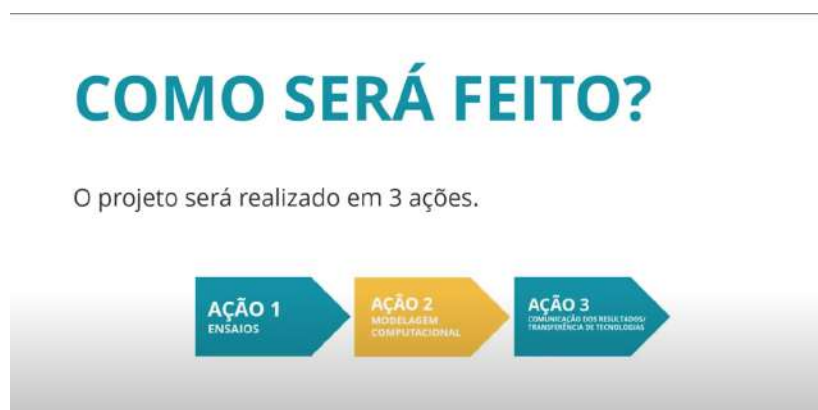 COMO SERÁ FEITO?
O projeto será realizado em 3 ações.
AÇÃO 1
ENSAIOS
AÇÃO 2
MODELAGEM
COMPUTACIONAL
AÇÃO 3
COMUNICAÇÃO DOS RESULTADOS/
TRANSFERÊNCIA DE TECNOLOGIAS